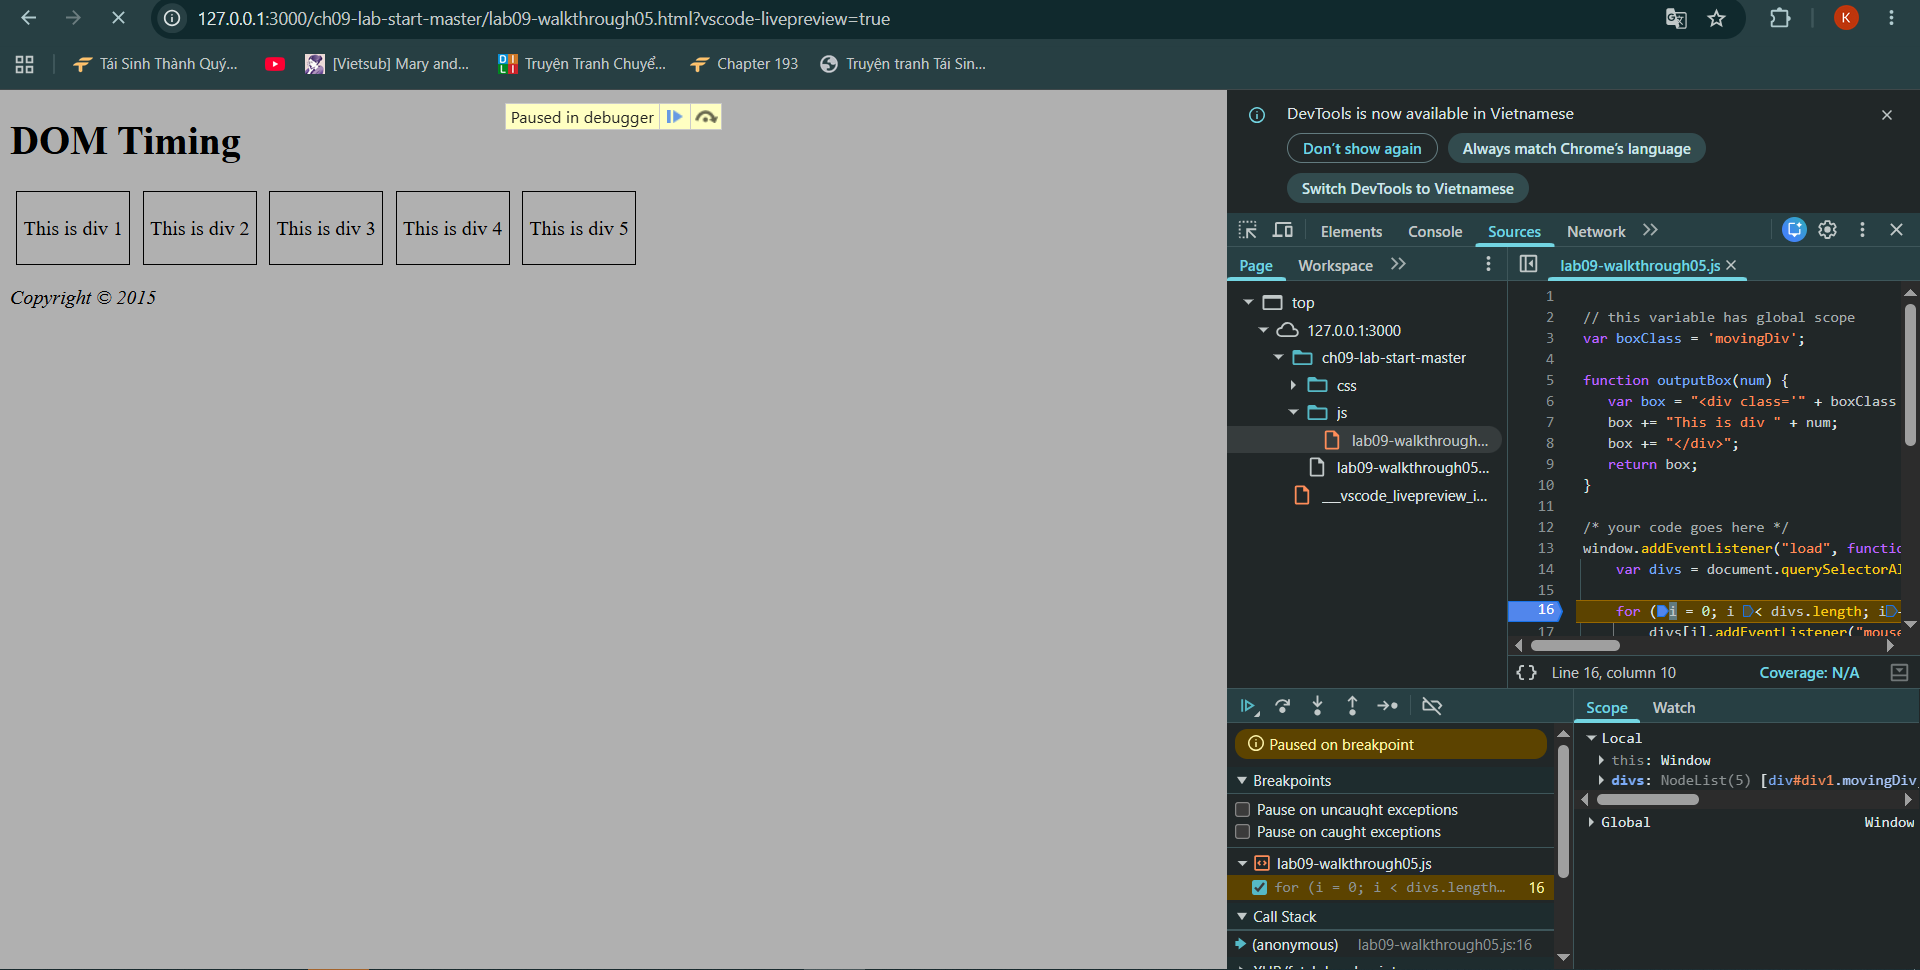 127.0.0.1:3000/ch09-lab-start-master/lab09-walkthrough05.html?vscode-livepreview=true
K
Tái Sinh Thành Quý...
[Vietsub] Mary and...
Truyện Tranh Chuyể...
Chapter 193
Truyện tranh Tái Sin...
Paused in debugger
DOM Timing
This is div 1
This is div 2
This is div 3
This is div 4
This is div 5
Copyright © 2015
DevTools is now available in Vietnamese
Don't show again
Always match Chrome's language
Switch DevTools to Vietnamese
Elements
Console
Sources
Network
Page
Workspace
lab09-walkthrough05.js
top
127.0.0.1:3000
ch09-lab-start-master
css
js
lab09-walkthrough...
lab09-walkthrough05...
__vscode_livepreview_i...
1
2 // this variable has global scope
3 var boxClass = 'movingDiv';
4
5 function outputBox(num) {
6 var box = "<div class='" + boxClass
7 box += "This is div " + num;
8 box += "</div>";
9 return box;
10 }
11
12 /* your code goes here */
13 window.addEventListener("load", functio
14 var divs = document.querySelectorAl
15
16 for (i = 0; i < divs.length; i
17 divs[i].addEventListener("mouse
{} Line 16, column 10
Coverage: N/A
Paused on breakpoint
Breakpoints
Pause on uncaught exceptions
Pause on caught exceptions
lab09-walkthrough05.js
for (i = 0; i < divs.length... 16
Call Stack
(anonymous) lab09-walkthrough05.js:16
Scope
Watch
Local
this: Window
divs: NodeList(5) [div#div1.movingDiv
Global Window